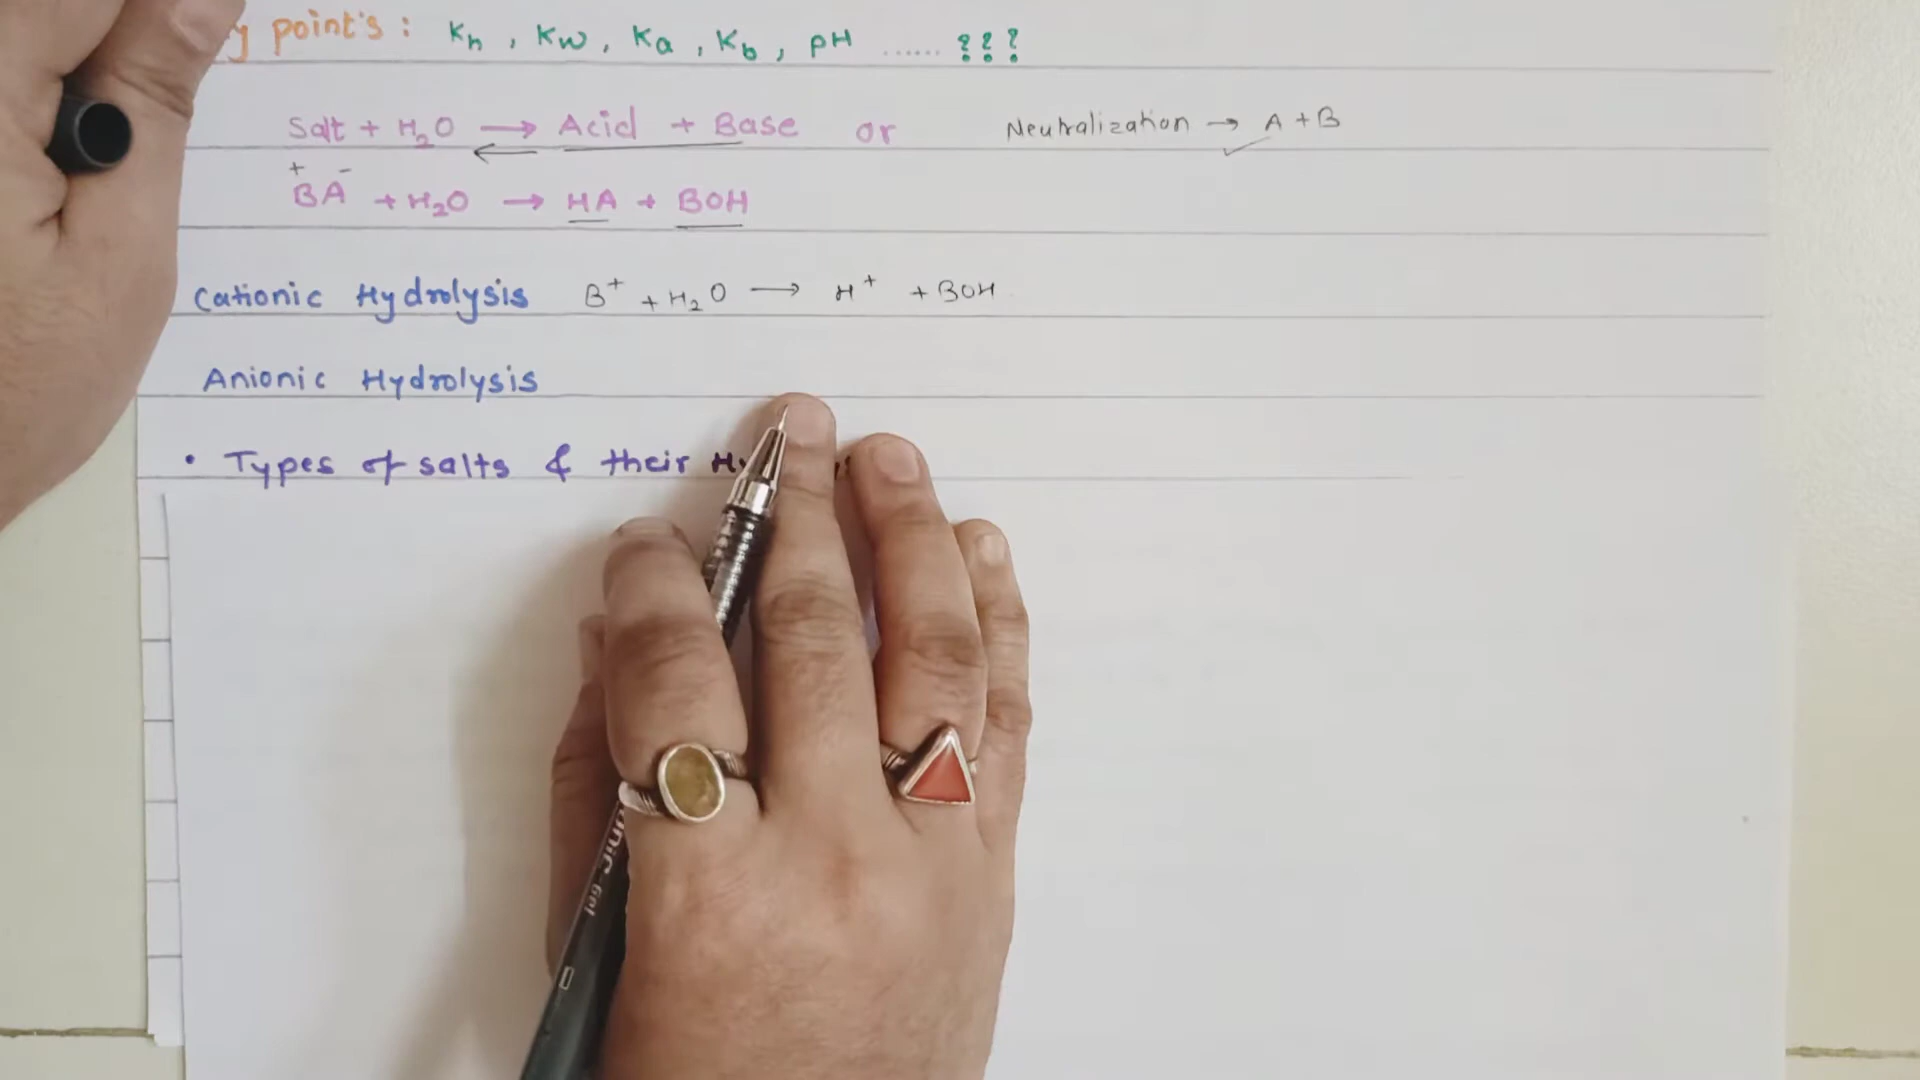 point's : Kh , Kw , Ka , Kb , pH ...... ???
Salt + H₂O → Acid + Base or Neutralization → A + B
B⁺A⁻ + H₂O → HA + BOH
Cationic Hydrolysis B⁺ + H₂O → H⁺ + BOH
Anionic Hydrolysis
• Types of salts & their